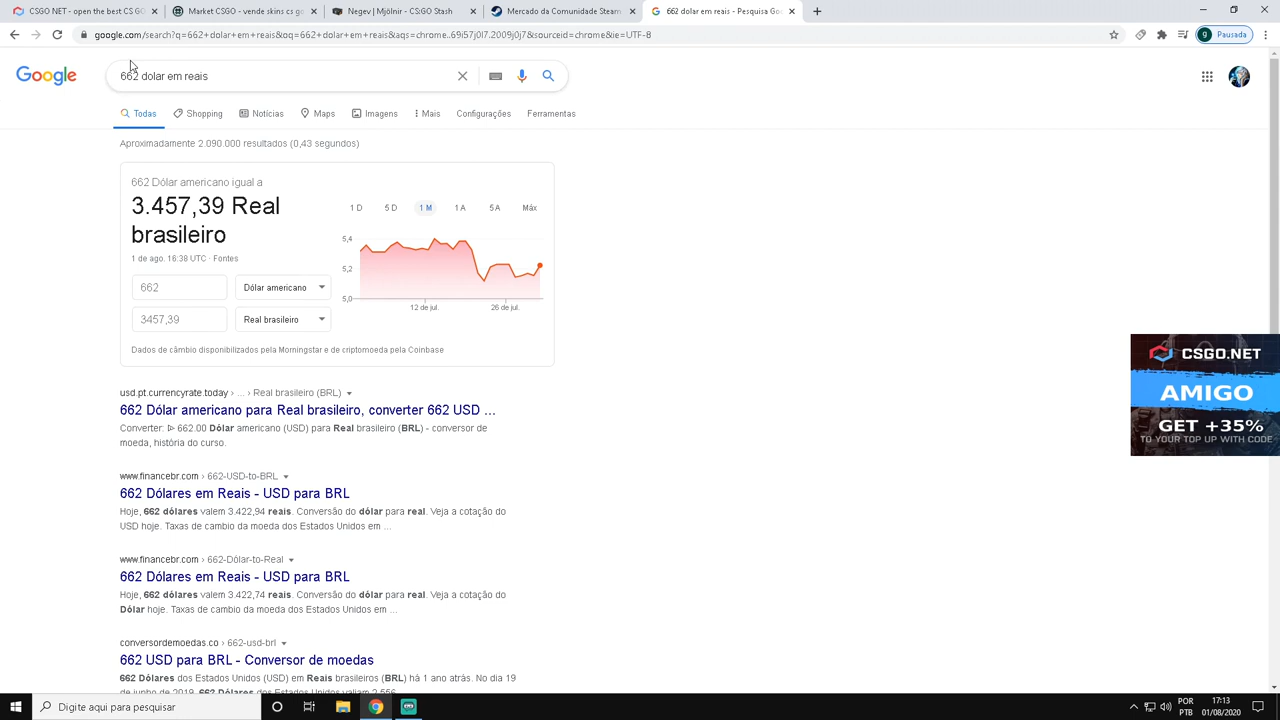 CSGO.NET - open best CS GO
Market CSGO - vende skins cs go
Negev | Mjölnir - CS:GO Stash
Mercado da Comunidade Steam
662 dolar em reais - Pesquisa Goo
google.com/search?q=662+dolar+em+reais&oq=662+dolar+em+reais&aqs=chrome..69i57j0l7.2009j0j7&sourceid=chrome&ie=UTF-8
g Pausada
Google
662 dolar em reais
Todas Shopping Notícias Maps Imagens Mais Configurações Ferramentas
Aproximadamente 2.090.000 resultados (0,43 segundos)
662 Dólar americano igual a
3.457,39 Real
brasileiro
1 de ago. 16:38 UTC · Fontes
662 Dólar americano
3457,39 Real brasileiro
1 D 5 D 1 M 1 A 5 A Máx
5,4
5,2
5,0
12 de jul. 26 de jul.
Dados de câmbio disponibilizados pela Morningstar e de criptomoeda pela Coinbase
usd.pt.currencyrate.today › ... › Real brasileiro (BRL)
662 Dólar americano para Real brasileiro, converter 662 USD ...
Converter: ᐈ 662.00 Dólar americano (USD) para Real brasileiro (BRL) - conversor de
moeda, história do curso.
www.financebr.com › 662-USD-to-BRL
662 Dólares em Reais - USD para BRL
Hoje, 662 dólares valem 3.422,94 reais. Conversão do dólar para real. Veja a cotação do
USD hoje. Taxas de cambio da moeda dos Estados Unidos em ...
www.financebr.com › 662-Dólar-to-Real
662 Dólares em Reais - USD para BRL
Hoje, 662 dólares valem 3.422,74 reais. Conversão do dólar para real. Veja a cotação do
Dólar hoje. Taxas de cambio da moeda dos Estados Unidos em ...
conversordemoedas.co › 662-usd-brl
662 USD para BRL - Conversor de moedas
662 Dólares dos Estados Unidos (USD) em Reais brasileiros (BRL) há 1 ano atrás. No dia 19
de junho de 2019, 662 Dólares dos Estados Unidos valiam 2.556
CSGO.NET
AMIGO
GET +35%
TO YOUR TOP UP WITH CODE
Digite aqui para pesquisar
POR
PTB
17:13
01/08/2020